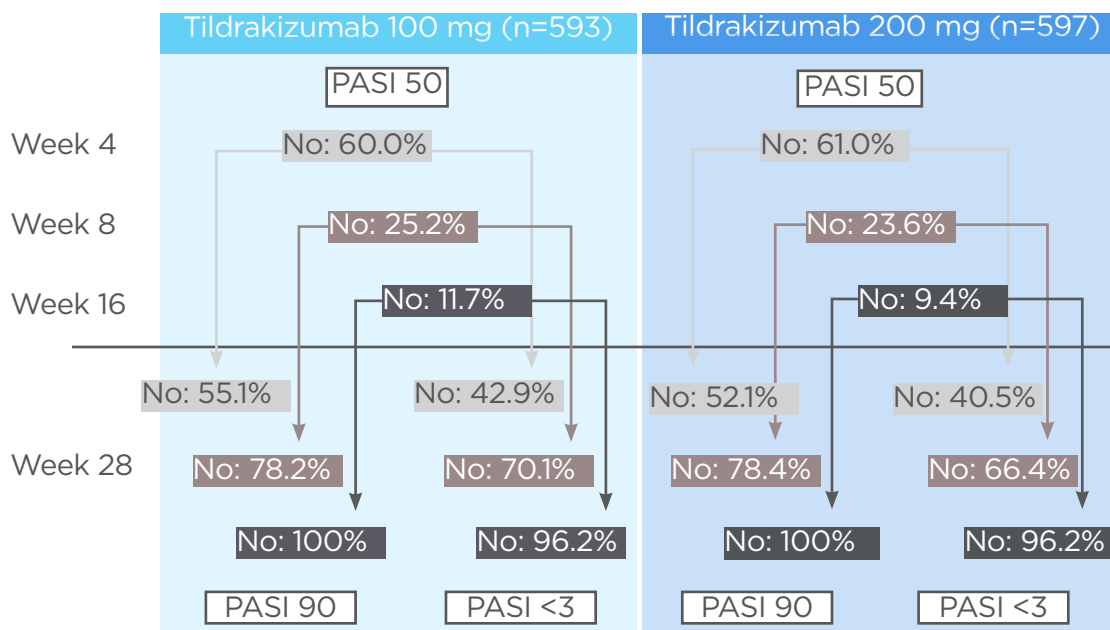 Tildrakizumab 100 mg (n=593)
Tildrakizumab 200 mg (n=597)
PASI 50
PASI 50
Week 4
No: 60.0%
No: 61.0%
Week 8
No: 25.2%
No: 23.6%
Week 16
No: 11.7%
No: 9.4%
No: 55.1%
No: 42.9%
No: 52.1%
No: 40.5%
Week 28
No: 78.2%
No: 70.1%
No: 78.4%
No: 66.4%
No: 100%
No: 96.2%
No: 100%
No: 96.2%
PASI 90
PASI <3
PASI 90
PASI <3